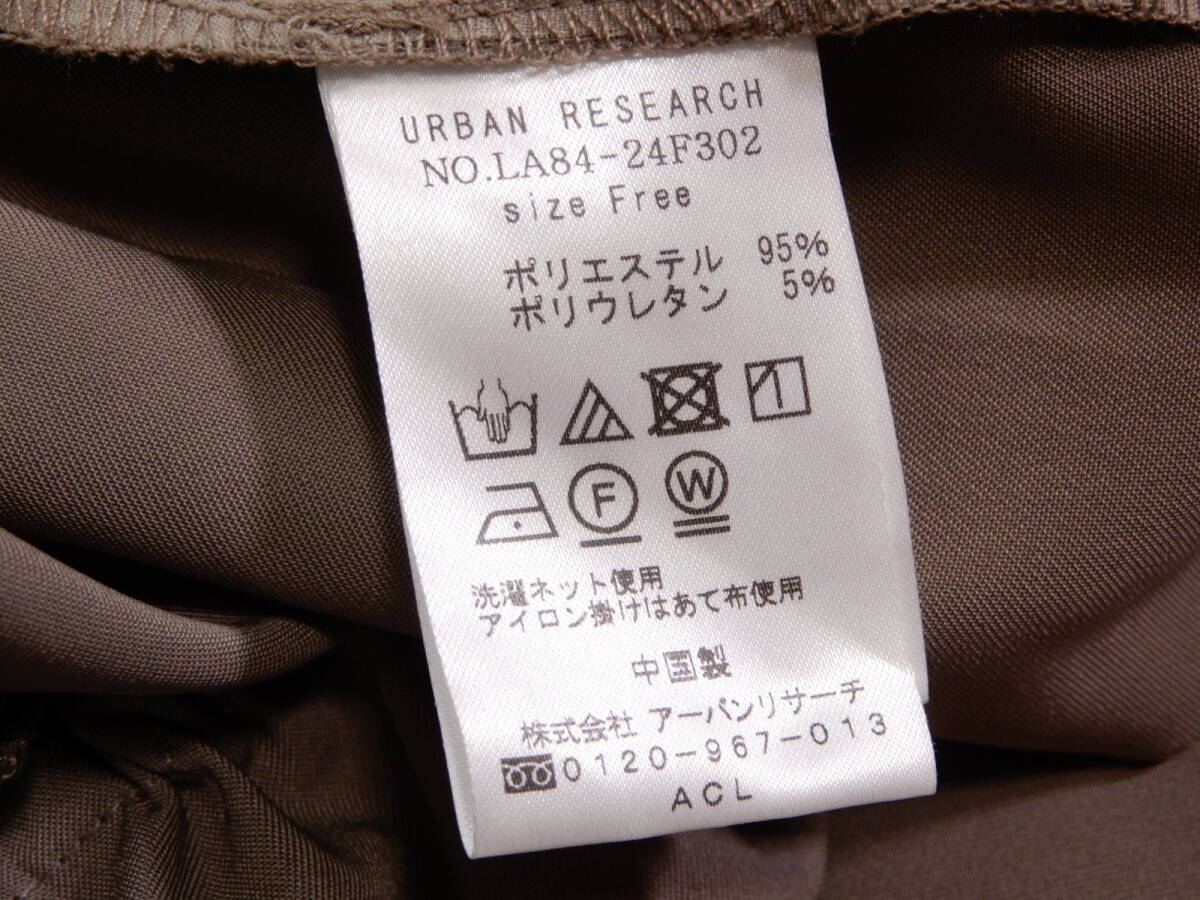 URBAN RESEARCH
NO.LA84-24F302
size Free
ポリエステル 95%
ポリウレタン 5%
F W
洗濯ネット使用
アイロン掛けはあて布使用
中国製
株式会社 アーバンリサーチ
0120-967-013
ACL